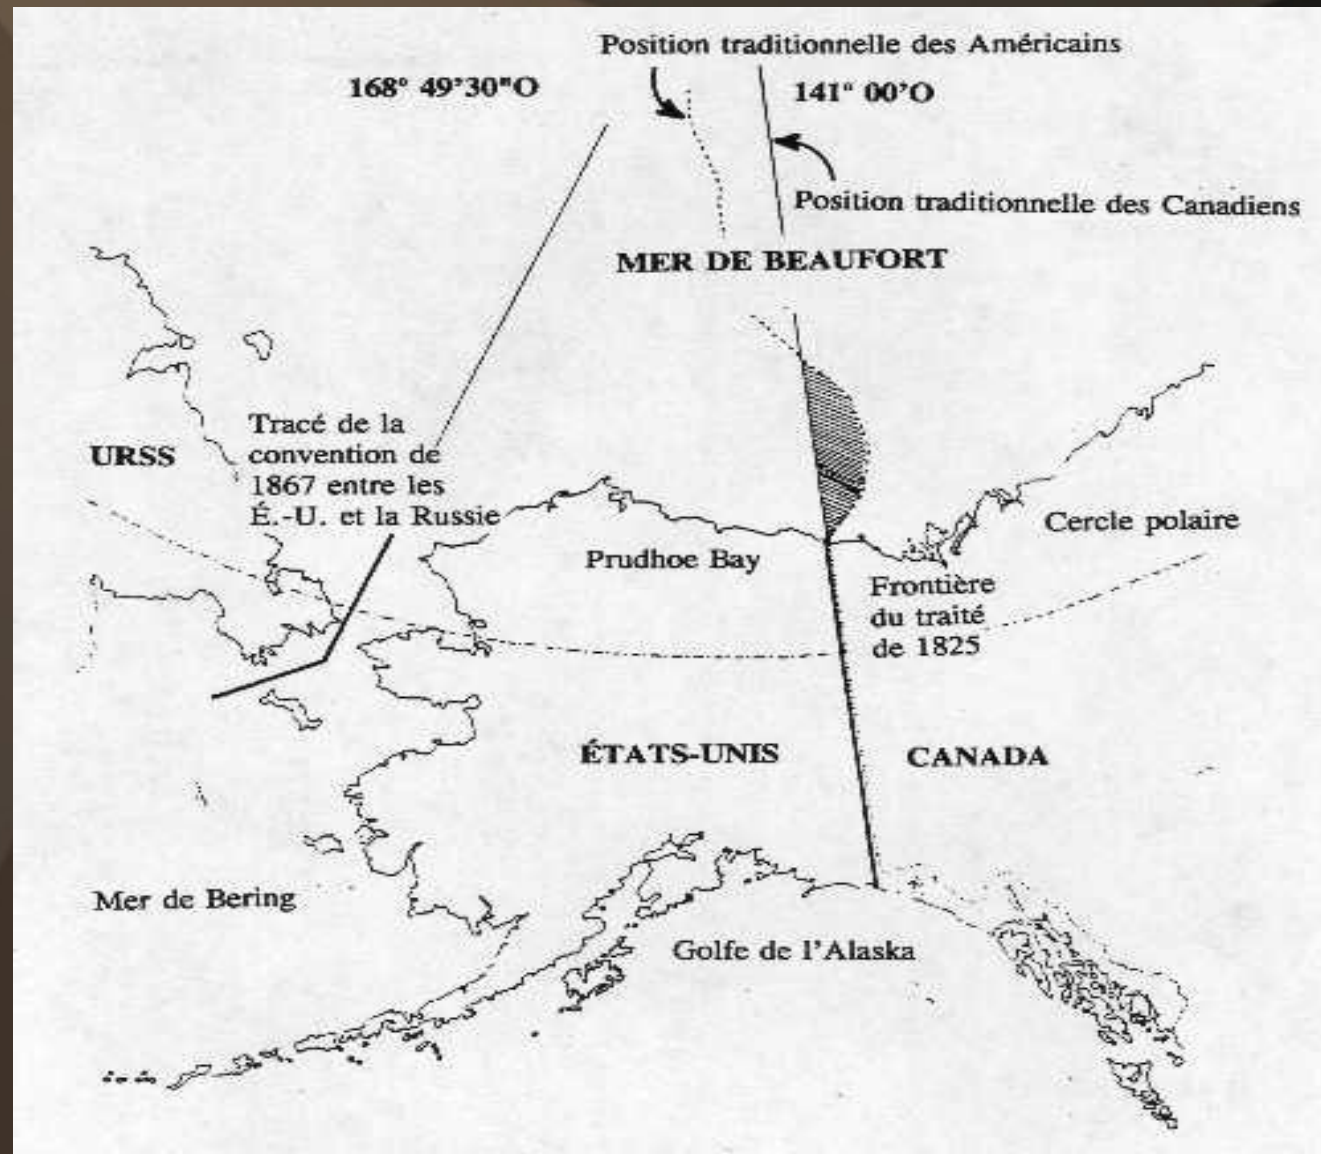 Position traditionnelle des Américains
168° 49'30"O
141° 00'O
Position traditionnelle des Canadiens
MER DE BEAUFORT
Tracé de la
convention de
1867 entre les
É.-U. et la Russie
URSS
Cercle polaire
Prudhoe Bay
Frontière
du traité
de 1825
ÉTATS-UNIS
CANADA
Mer de Bering
Golfe de l'Alaska